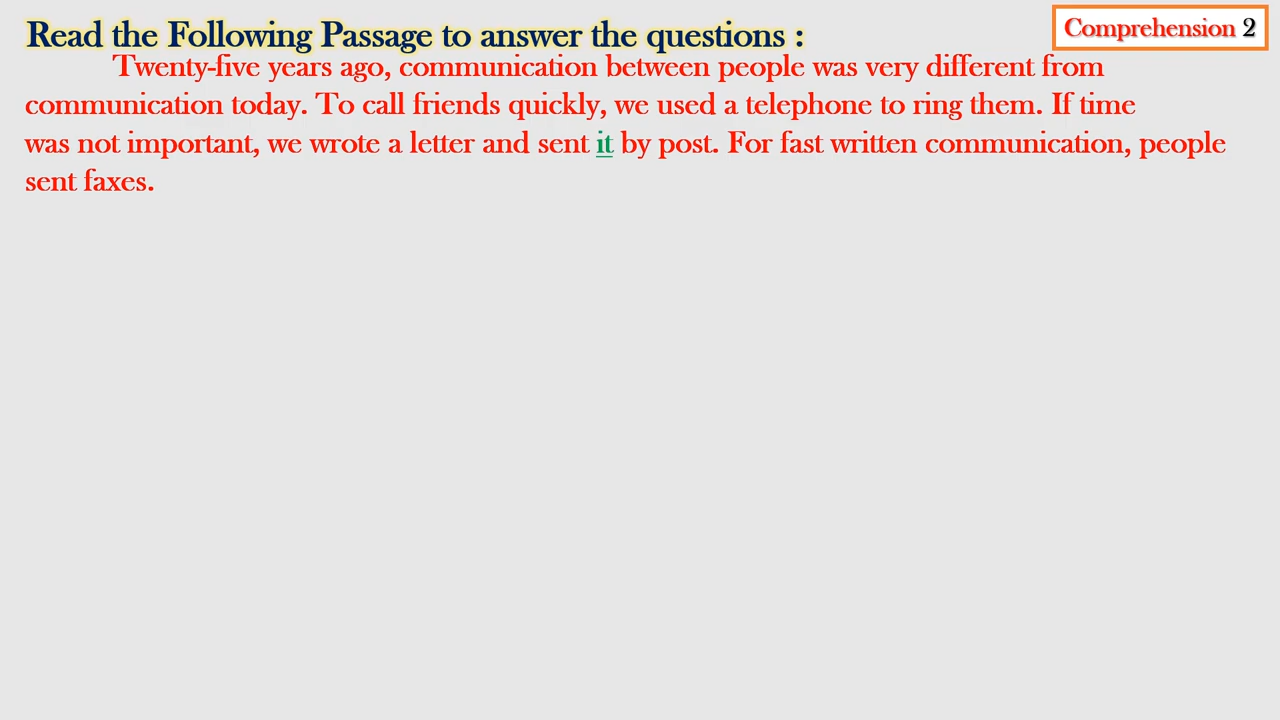 Read the Following Passage to answer the questions :
Comprehension 2
Twenty-five years ago, communication between people was very different from
communication today. To call friends quickly, we used a telephone to ring them. If time
was not important, we wrote a letter and sent it by post. For fast written communication, people
sent faxes.